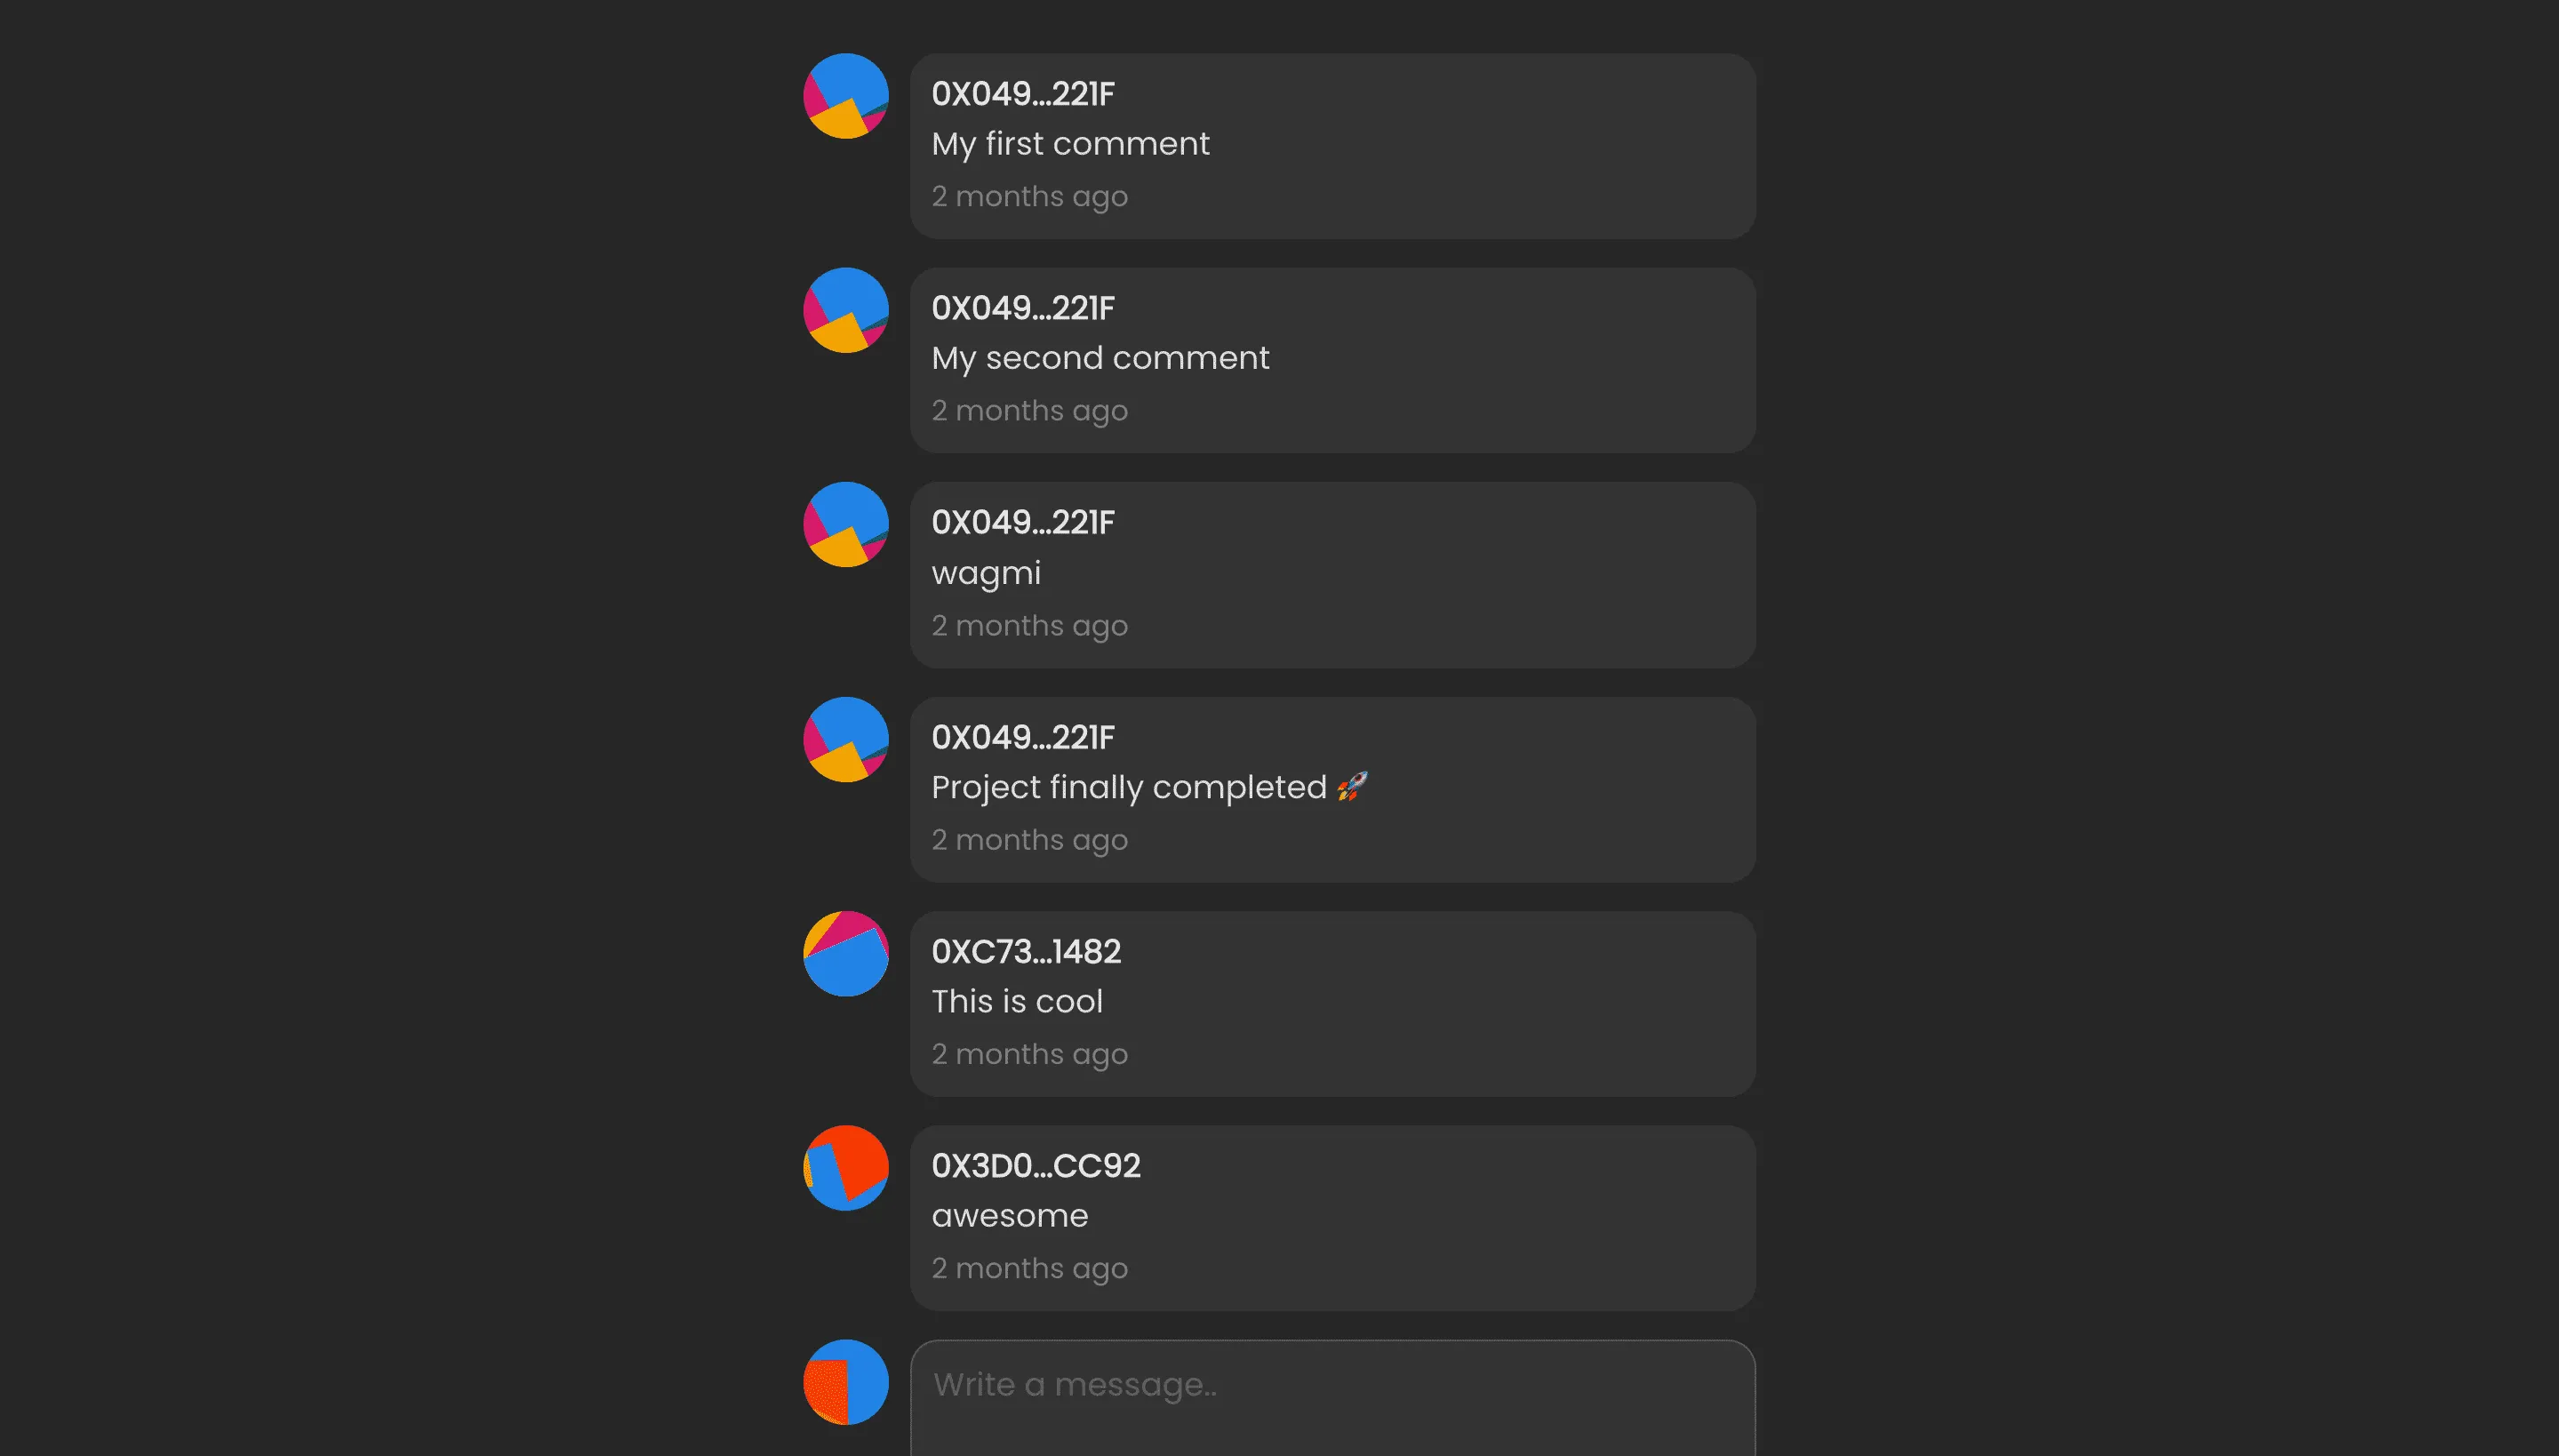 0X049...221F
My first comment
2 months ago
0X049...221F
My second comment
2 months ago
0X049...221F
wagmi
2 months ago
0X049...221F
Project finally completed 🚀
2 months ago
0XC73...1482
This is cool
2 months ago
0X3D0...CC92
awesome
2 months ago
Write a message..